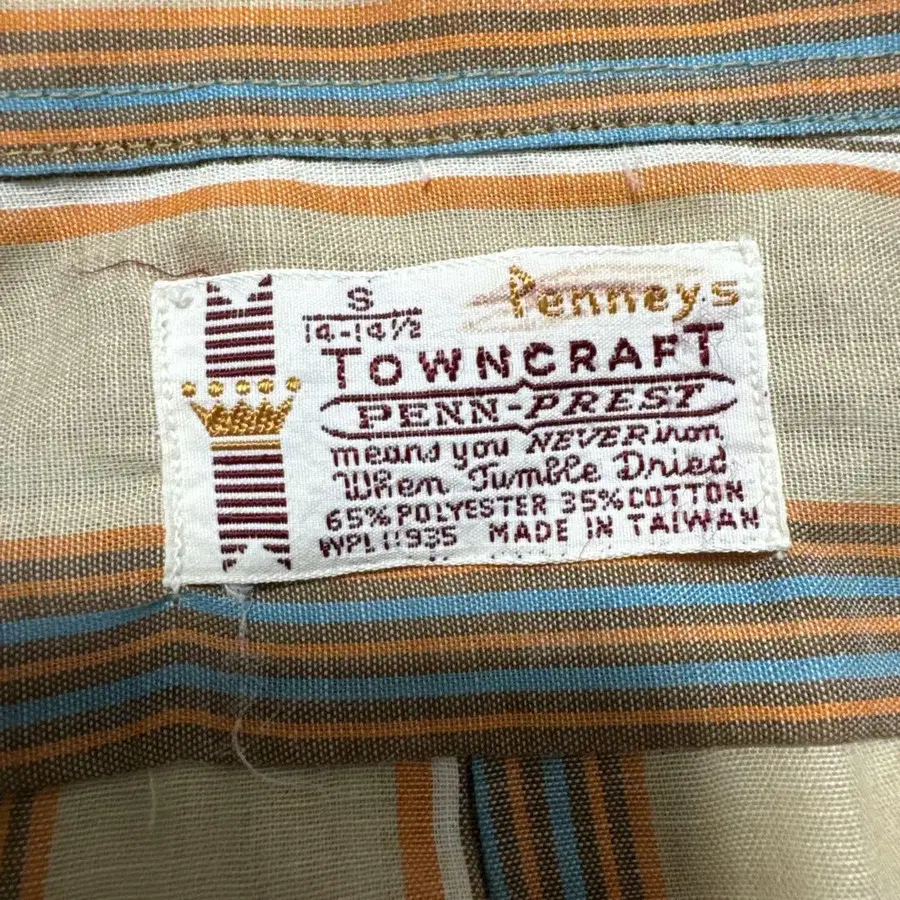 Penneys
S
14-14½
TOWNCRAFT
PENN-PREST
means you NEVER iron
When Tumble Dried
65% POLYESTER 35% COTTON
WPL 11935 MADE IN TAIWAN